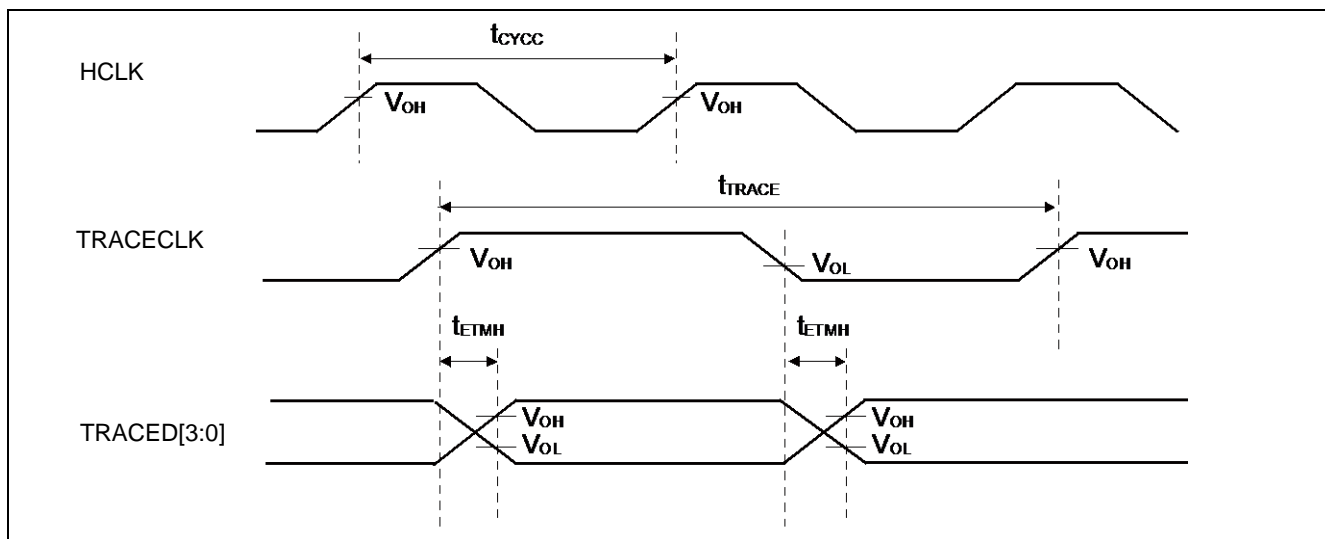 tCYCC
HCLK
VOH
VOH
tTRACE
TRACECLK
VOH
VOL
VOH
tETMH
tETMH
TRACED[3:0]
VOH
VOH
VOL
VOL